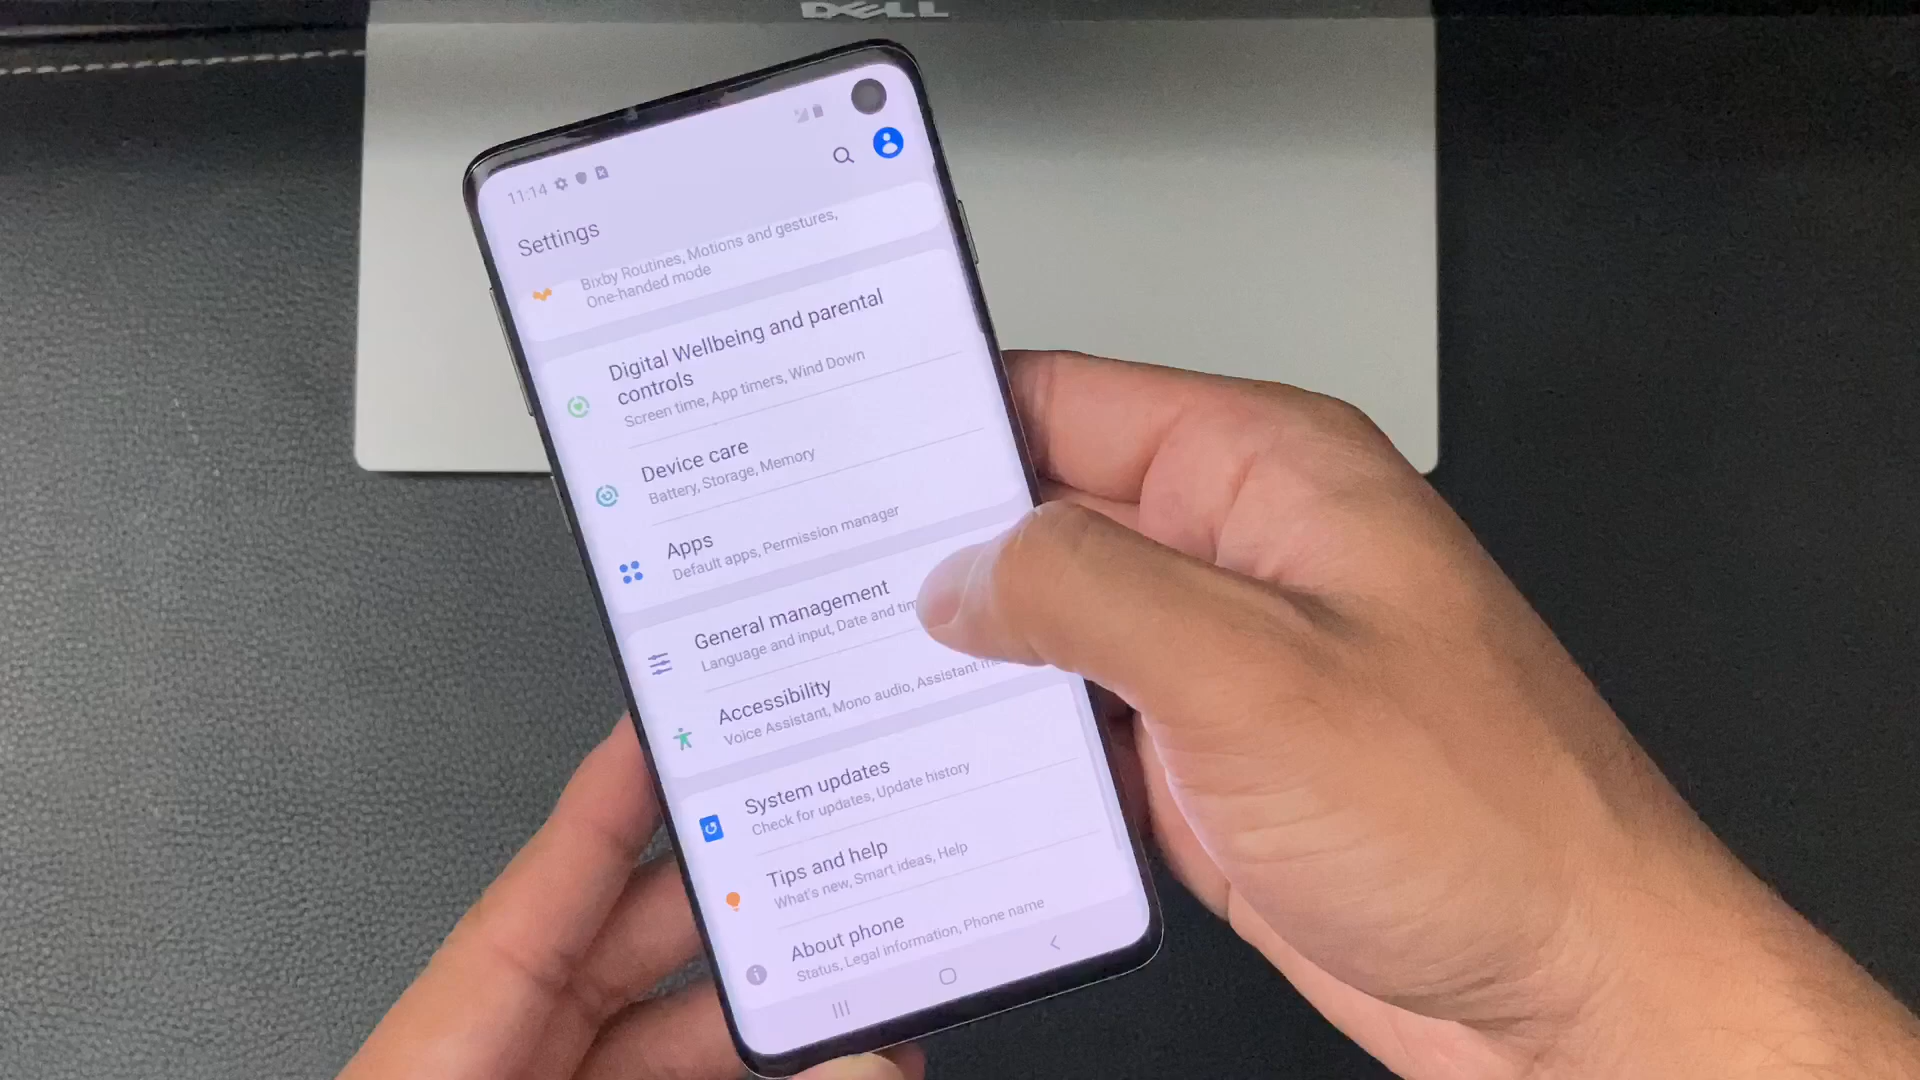 DELL
11:14
Settings
Bixby Routines, Motions and gestures,
One-handed mode
Digital Wellbeing and parental
controls
Screen time, App timers, Wind Down
Device care
Battery, Storage, Memory
Apps
Default apps, Permission manager
General management
Language and input, Date and
Accessibility
Voice Assistant, Mono audio, Assistant
System updates
Check for updates, Update history
Tips and help
What's new, Smart ideas, Help
About phone
Status, Legal information, Phone name